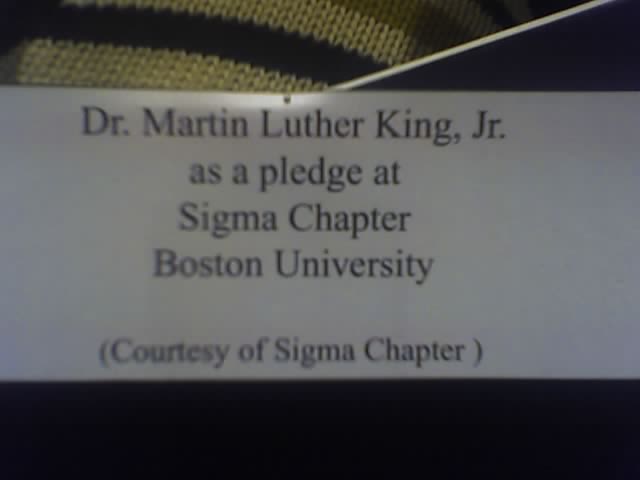 Dr. Martin Luther King, Jr.
as a pledge at
Sigma Chapter
Boston University
(Courtesy of Sigma Chapter )